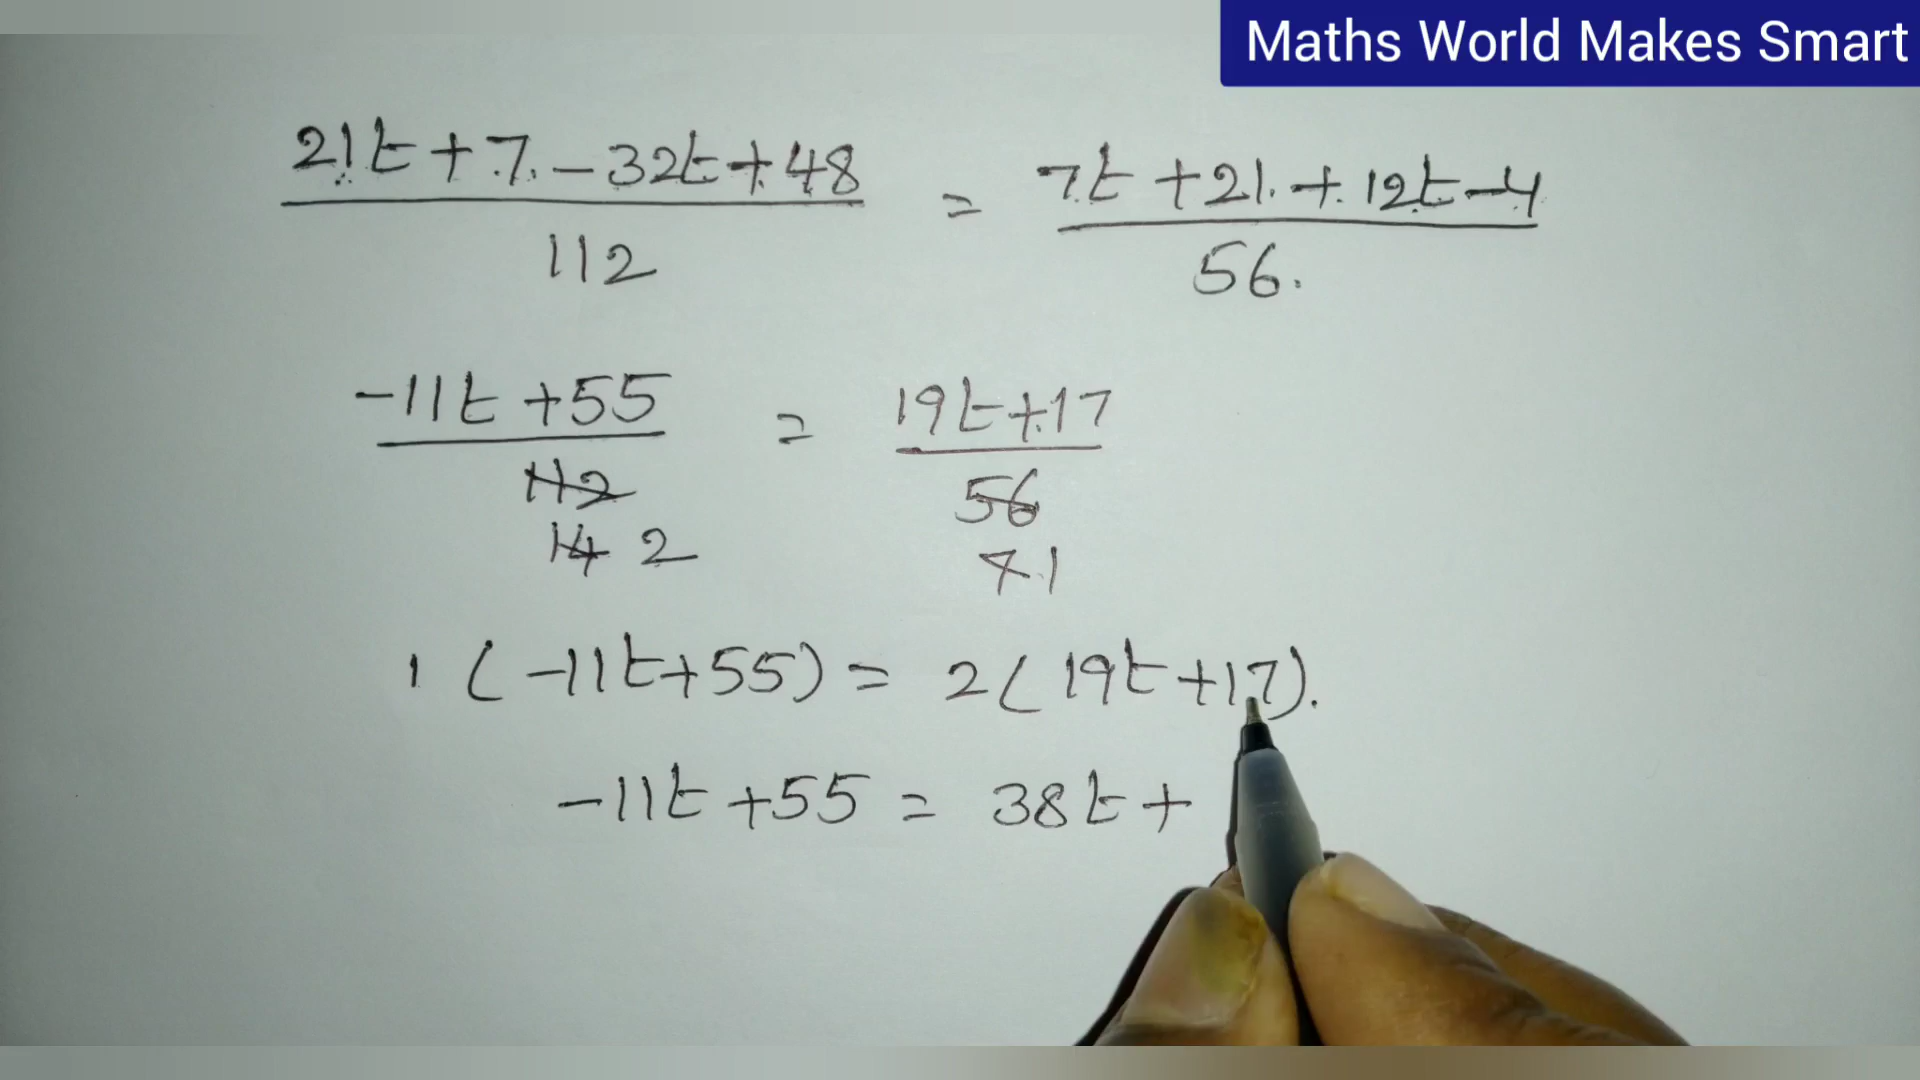 Maths World Makes Smart
21t + 7 - 32t + 48 = 7t + 21 + 12t - 4
112 56.
-11t + 55 = 19t + 17
112 56
14 2 7 1
1 (-11t + 55) = 2 (19t + 17).
-11t + 55 = 38t +